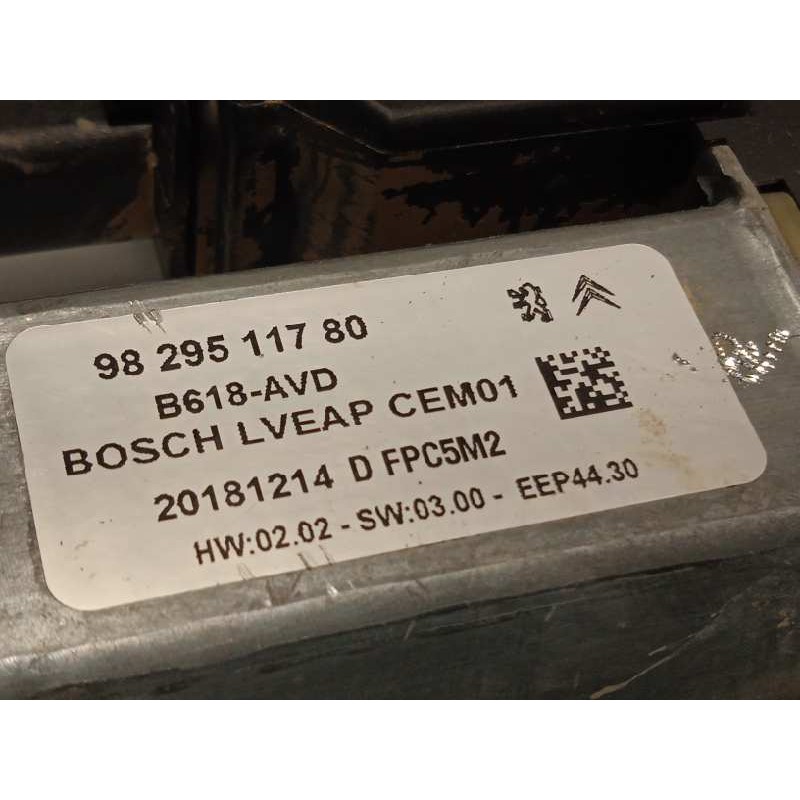 98 295 117 80
B618-AVD
BOSCH LVEAP CEM01
20181214 D FPC5M2
HW:02.02 - SW:03.00 - EEP44.30